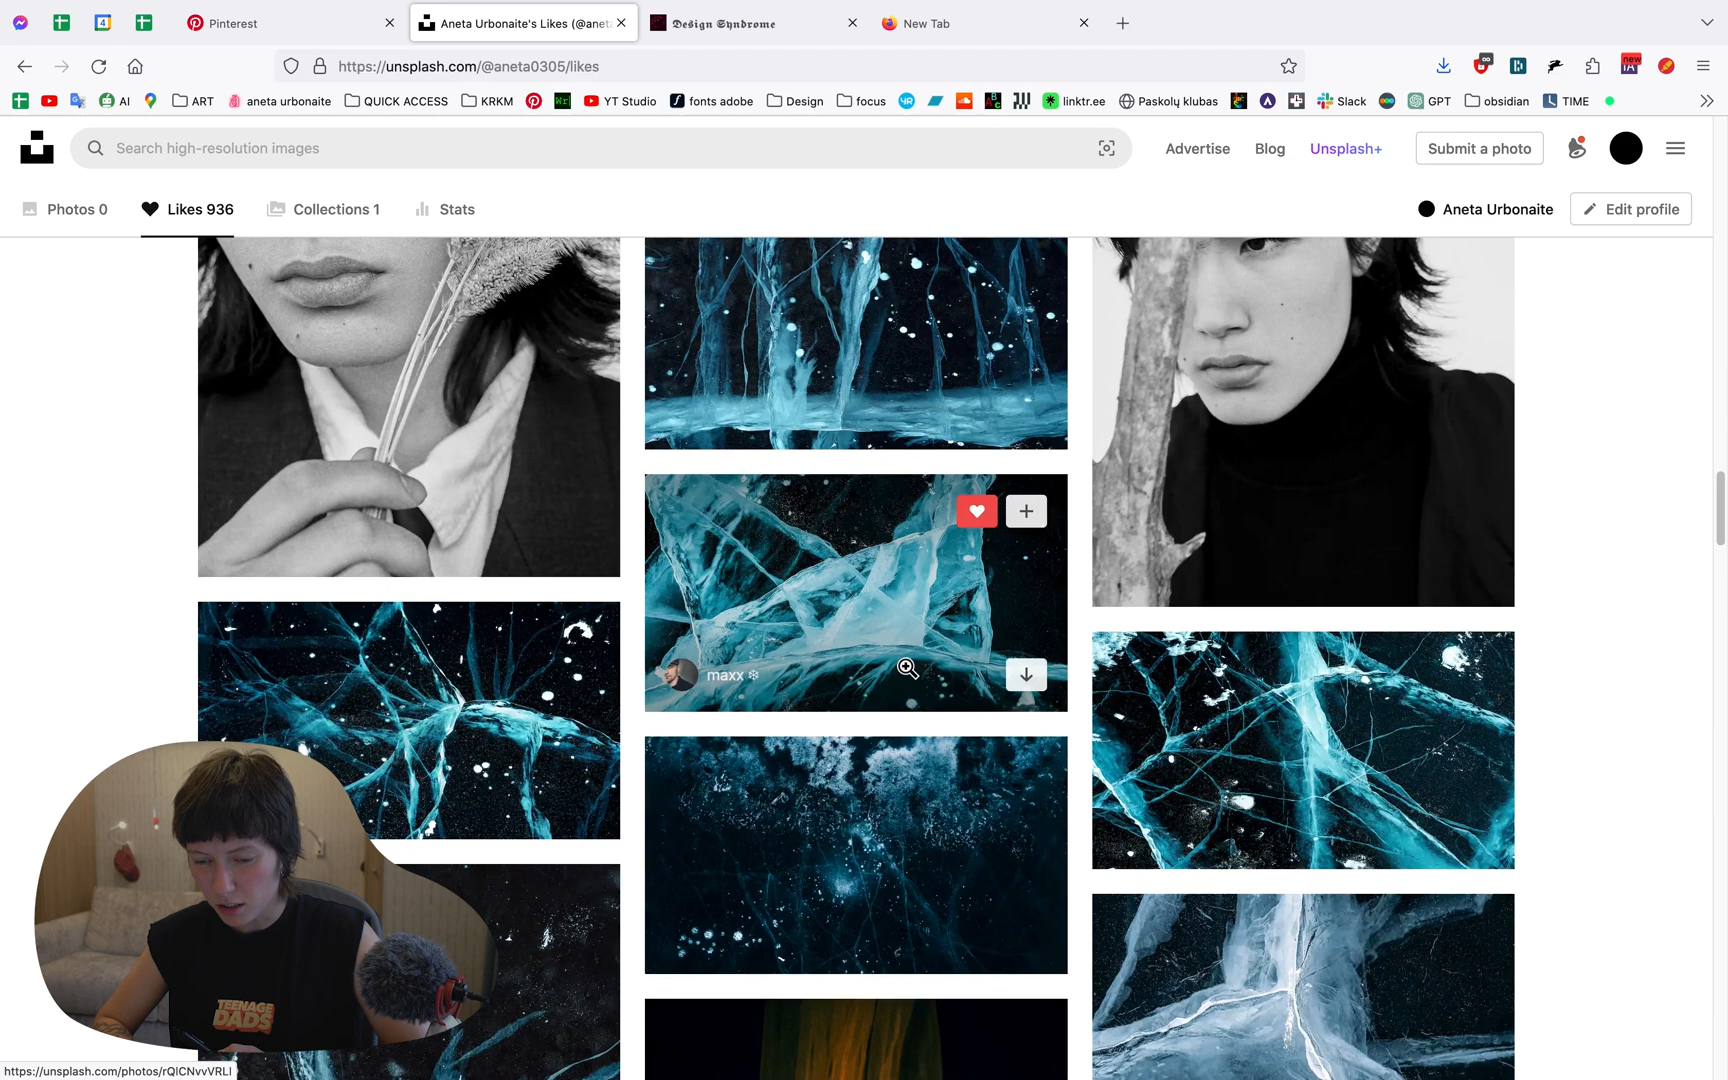 4
Pinterest
Aneta Urbonaite's Likes (@aneta
𝕯𝖊𝖘𝖎𝖌𝖓 𝕾𝖞𝖓𝖉𝖗𝖔𝖒𝖊
New Tab
https://unsplash.com/@aneta0305/likes
new
AI
ART
aneta urbonaite
QUICK ACCESS
KRKM
YT Studio
fonts adobe
Design
focus
linktr.ee
Paskolų klubas
Slack
GPT
obsidian
TIME
Search high-resolution images
Advertise
Blog
Unsplash+
Submit a photo
Photos 0
Likes 936
Collections 1
Stats
Aneta Urbonaite
Edit profile
maxx ❄
TEENAGE
DADS
https://unsplash.com/photos/rQlCNvvVRLI